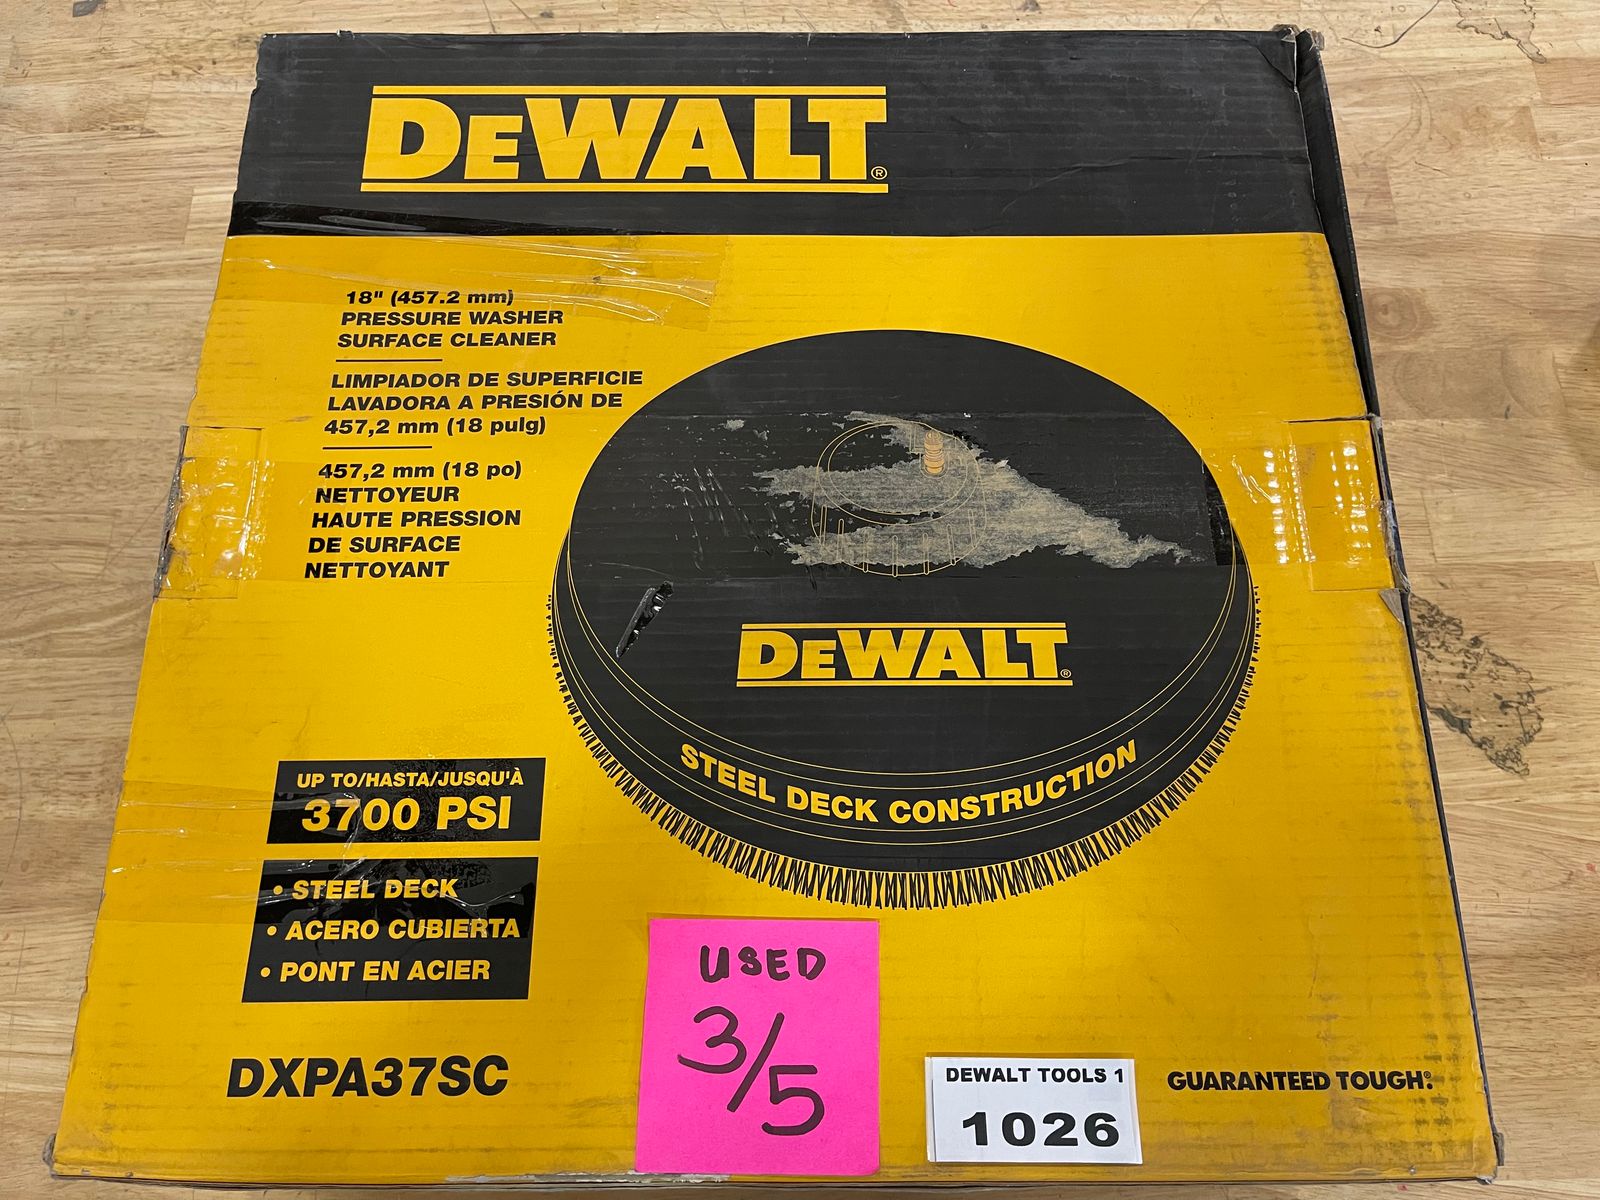 DEWALT®
18" (457.2 mm)
PRESSURE WASHER
SURFACE CLEANER
LIMPIADOR DE SUPERFICIE
LAVADORA A PRESIÓN DE
457,2 mm (18 pulg)
457,2 mm (18 po)
NETTOYEUR
HAUTE PRESSION
DE SURFACE
NETTOYANT
DEWALT®
STEEL DECK CONSTRUCTION
UP TO/HASTA/JUSQU'À
3700 PSI
• STEEL DECK
• ACERO CUBIERTA
• PONT EN ACIER
DXPA37SC
USED
3/5
DEWALT TOOLS 1
1026
GUARANTEED TOUGH®.